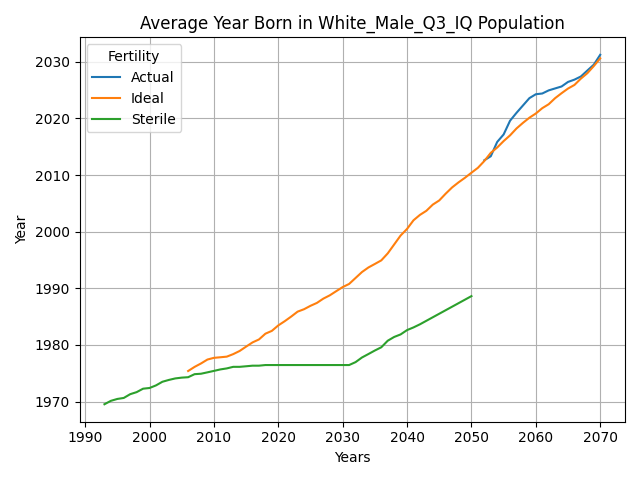 Average Year Born in White_Male_Q3_IQ Population
Fertility
Actual
Ideal
Sterile
Year
2030
2020
2010
2000
1990
1980
1970
1990 2000 2010 2020 2030 2040 2050 2060 2070
Years